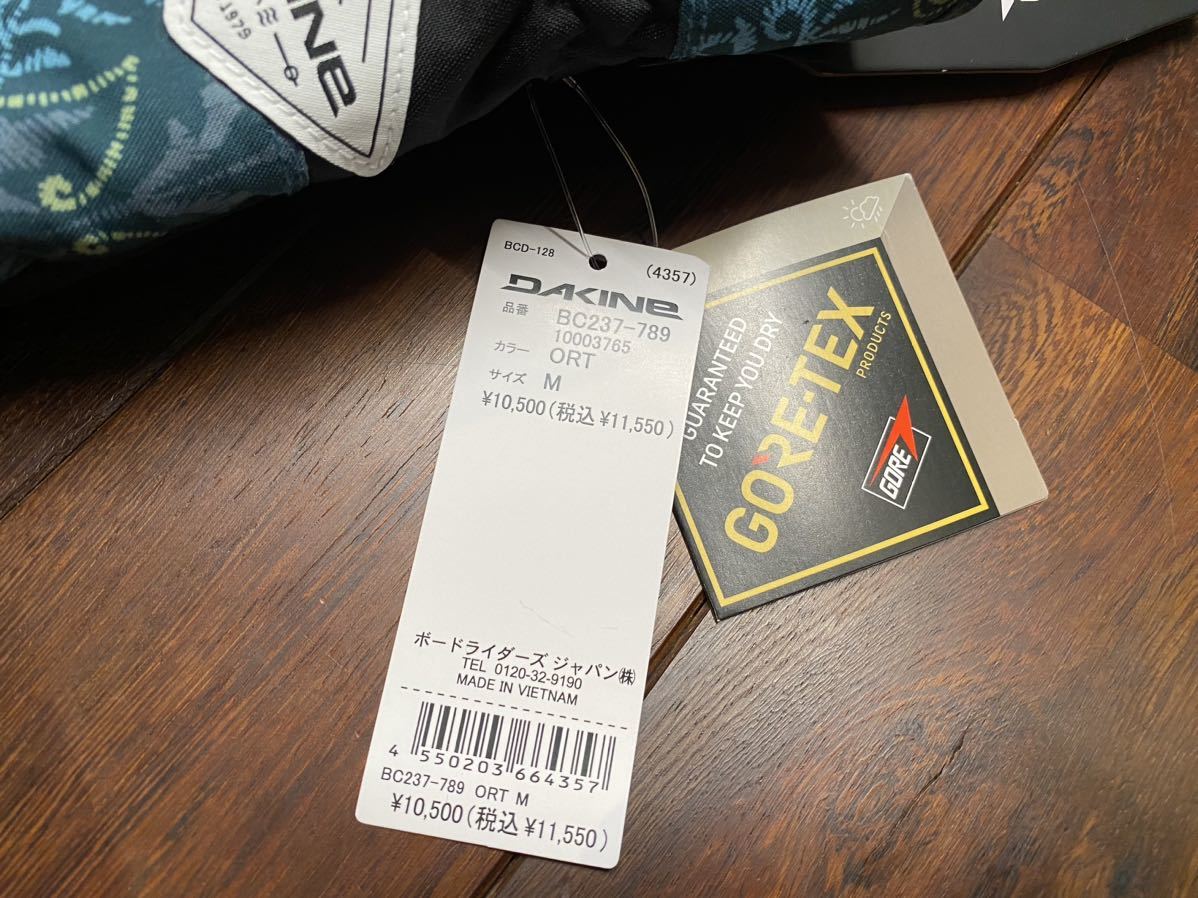 1979
BCD-128
(4357)
DAKINE
品番 BC237-789
10003765
カラー ORT
サイズ M
¥10,500(税込 ¥11,550)
ボードライダーズ ジャパン㈱
TEL 0120-32-9190
MADE IN VIETNAM
4 550203 664357
BC237-789 ORT M
¥10,500(税込 ¥11,550)
GUARANTEED
TO KEEP YOU DRY
GORE-TEX
PRODUCTS
GORE